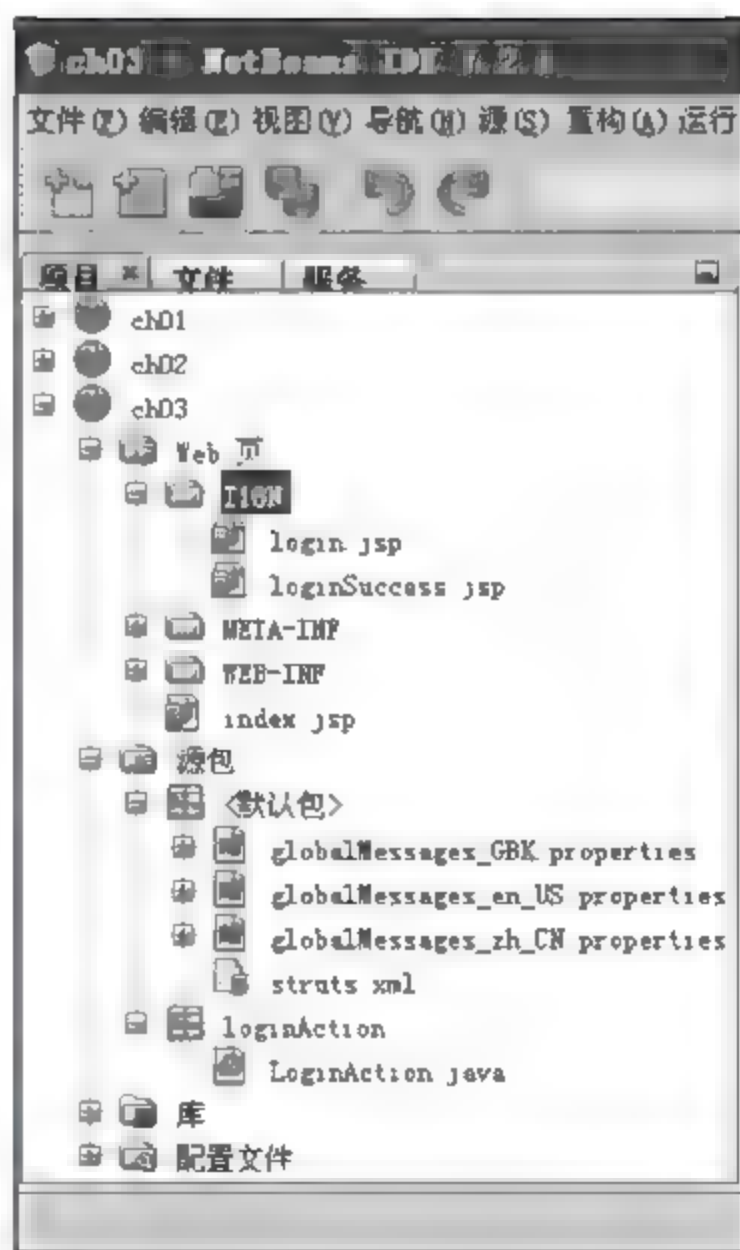 ch03 - NetBeans IDE
文件(F) 编辑(E) 视图(V) 导航(N) 源(S) 重构(A) 运行
项目 文件 服务
ch01
ch02
ch03
Web 页
I18N
login.jsp
loginSuccess.jsp
META-INF
WEB-INF
index.jsp
源包
<默认包>
globalMessages_GBK.properties
globalMessages_en_US.properties
globalMessages_zh_CN.properties
struts.xml
loginAction
LoginAction.java
库
配置文件